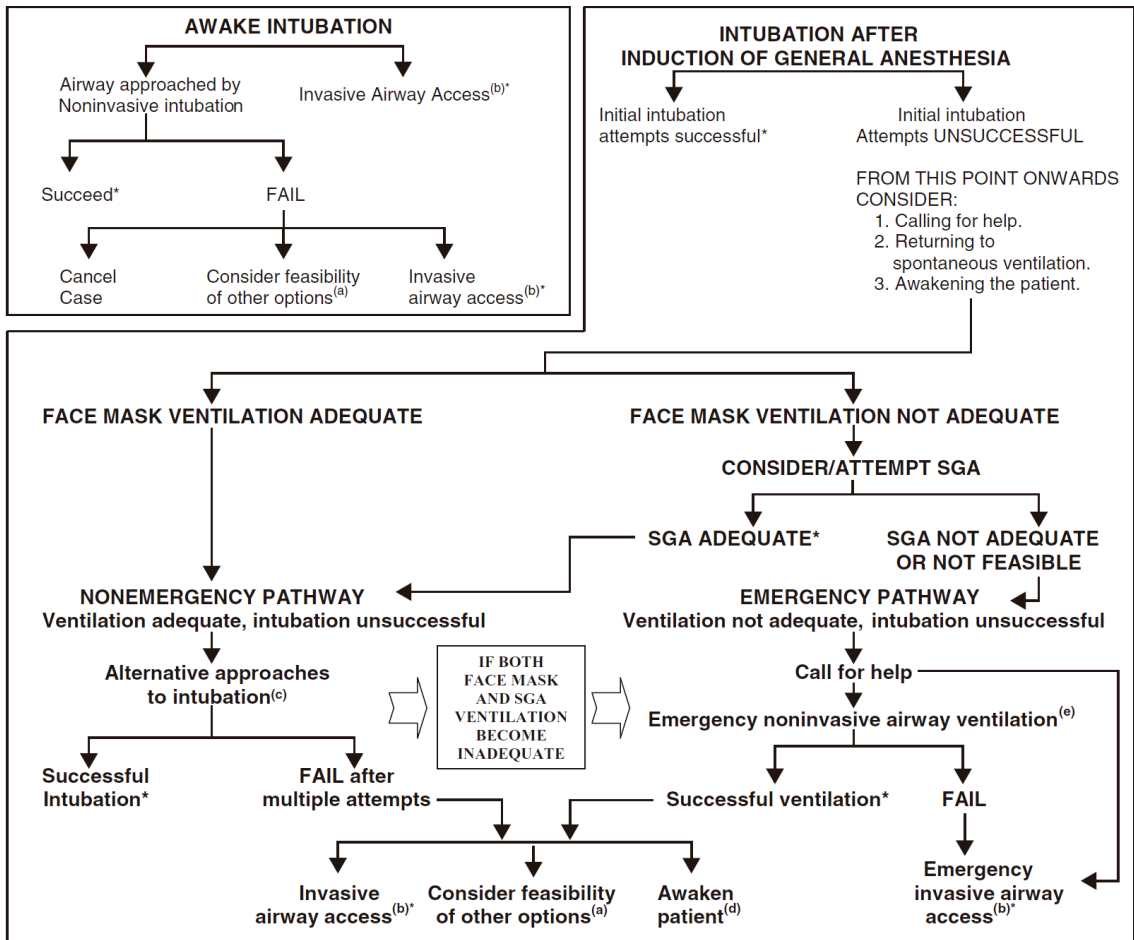 AWAKE INTUBATION
Airway approached by
Noninvasive intubation
Invasive Airway Access(b)*
Succeed*
FAIL
Cancel
Case
Consider feasibility
of other options(a)
Invasive
airway access(b)*
INTUBATION AFTER
INDUCTION OF GENERAL ANESTHESIA
Initial intubation
attempts successful*
Initial intubation
Attempts UNSUCCESSFUL
FROM THIS POINT ONWARDS
CONSIDER:
1. Calling for help.
2. Returning to
spontaneous ventilation.
3. Awakening the patient.
FACE MASK VENTILATION ADEQUATE
FACE MASK VENTILATION NOT ADEQUATE
CONSIDER/ATTEMPT SGA
SGA ADEQUATE*
SGA NOT ADEQUATE
OR NOT FEASIBLE
NONEMERGENCY PATHWAY
Ventilation adequate, intubation unsuccessful
EMERGENCY PATHWAY
Ventilation not adequate, intubation unsuccessful
Alternative approaches
to intubation(c)
IF BOTH
FACE MASK
AND SGA
VENTILATION
BECOME
INADEQUATE
Call for help
Emergency noninvasive airway ventilation(e)
Successful
Intubation*
FAIL after
multiple attempts
Successful ventilation*
FAIL
Invasive
airway access(b)*
Consider feasibility
of other options(a)
Awaken
patient(d)
Emergency
invasive airway
access(b)*